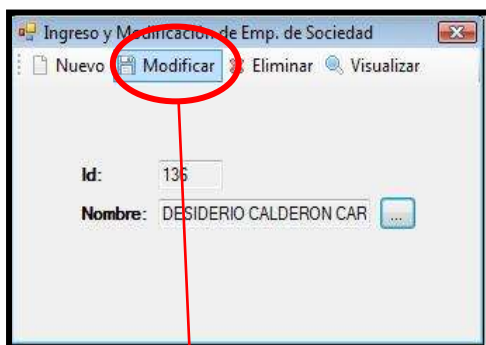 Ingreso y Modificación de Emp. de Sociedad
Nuevo Modificar Eliminar Visualizar
Id: 136
Nombre: DESIDERIO CALDERON CAR ...